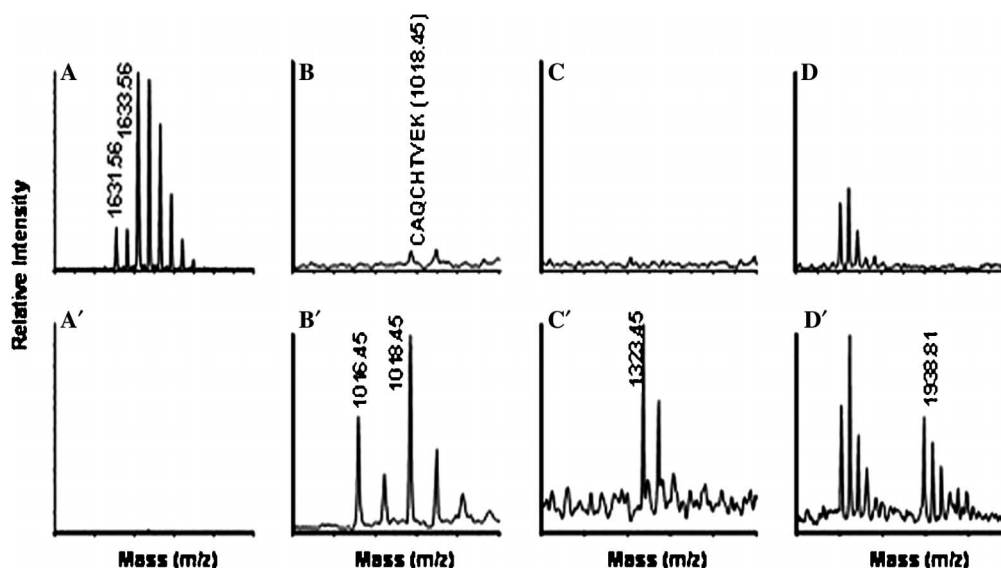 A
1631.56
1633.56
B
CAQCHTVEK (1018.45)
C
D
Relative Intensity
A′
B′
1016.45
1018.45
C′
1323.45
D′
1938.81
Mass (m/z)
Mass (m/z)
Mass (m/z)
Mass (m/z)